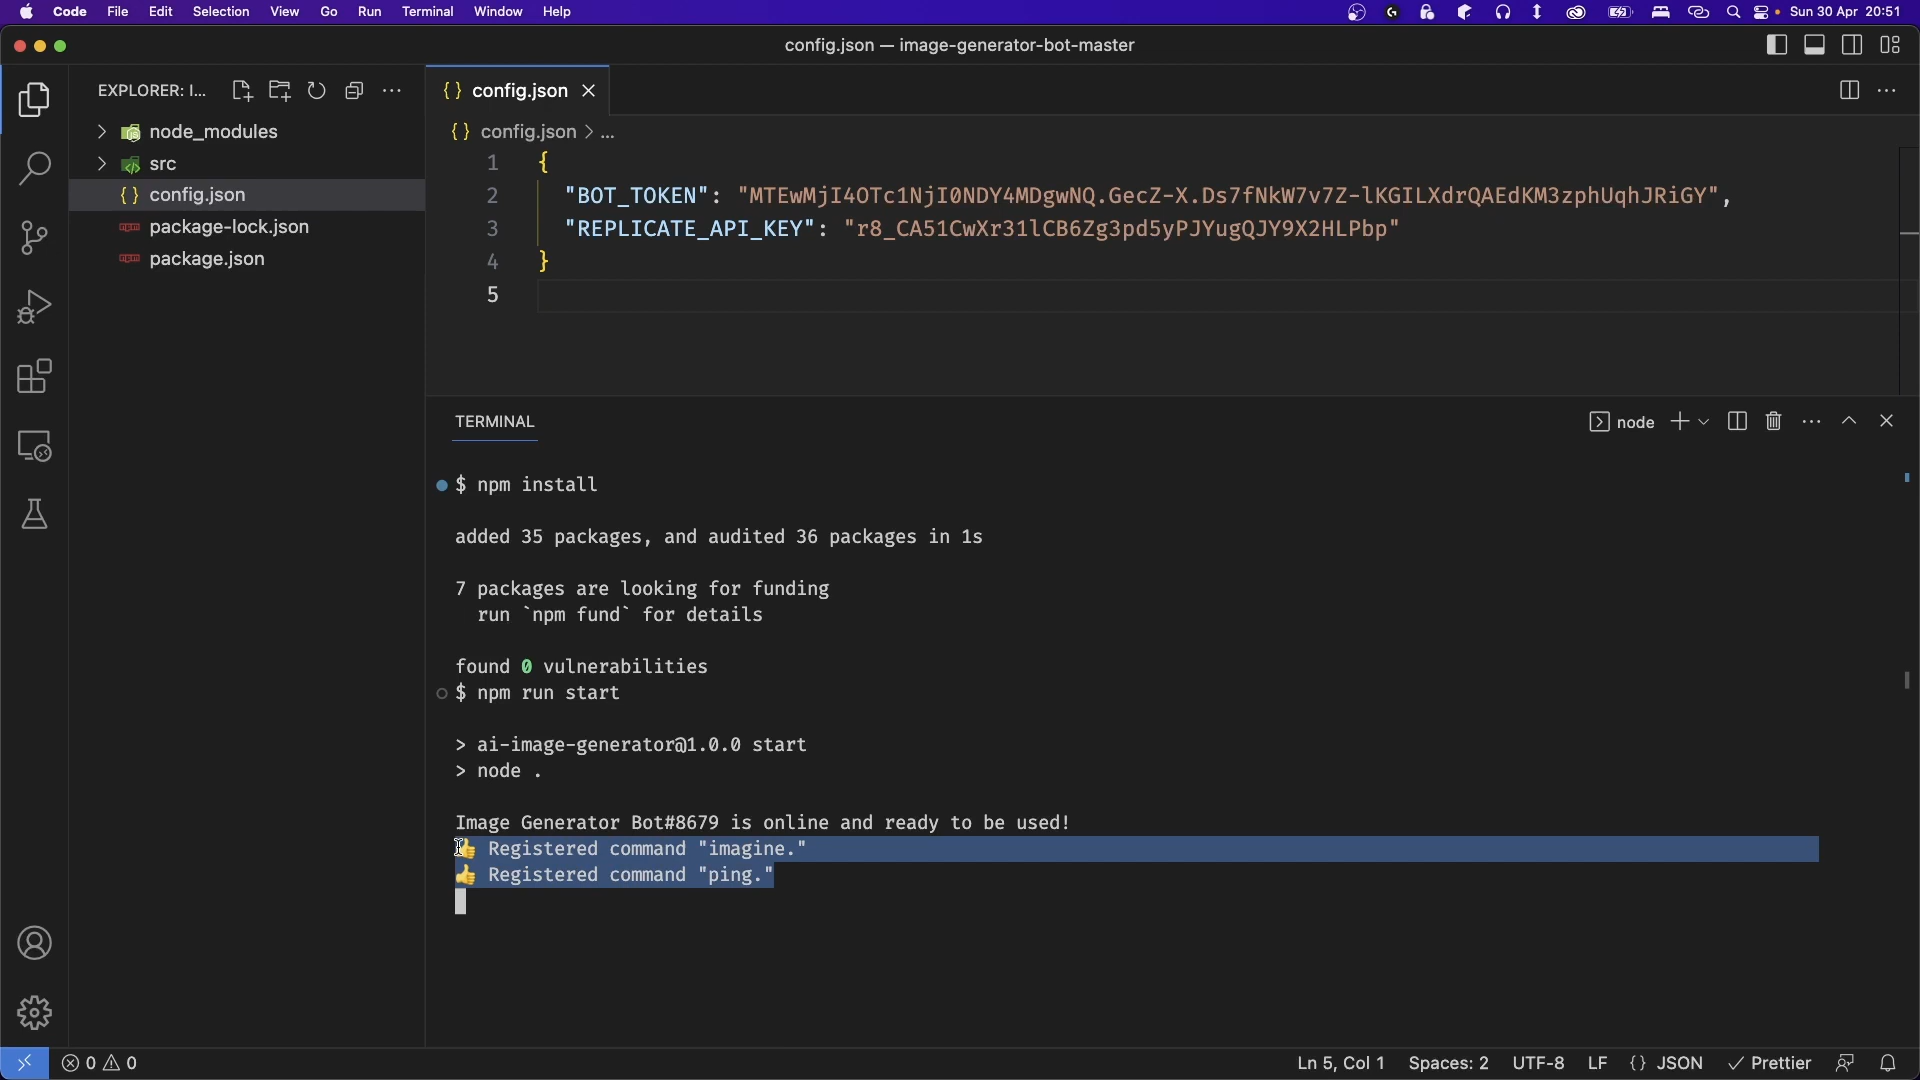 Code File Edit Selection View Go Run Terminal Window Help Sun 30 Apr 20:51
config.json — image-generator-bot-master
EXPLORER: I...
node_modules
src
{} config.json
package-lock.json
package.json
{} config.json
{} config.json > ...
1 {
2 "BOT_TOKEN": "MTEwMjI4OTc1NjI0NDY4MDgwNQ.GecZ-X.Ds7fNkW7v7Z-lKGILXdrQAEdKM3zphUqhJRiGY",
3 "REPLICATE_API_KEY": "r8_CA51CwXr31lCB6Zg3pd5yPJYugQJY9X2HLPbp"
4 }
5
TERMINAL
node
$ npm install
added 35 packages, and audited 36 packages in 1s
7 packages are looking for funding
run `npm fund` for details
found 0 vulnerabilities
$ npm run start
> ai-image-generator@1.0.0 start
> node .
Image Generator Bot#8679 is online and ready to be used!
👍 Registered command "imagine."
👍 Registered command "ping."
0 0 Ln 5, Col 1 Spaces: 2 UTF-8 LF {} JSON Prettier